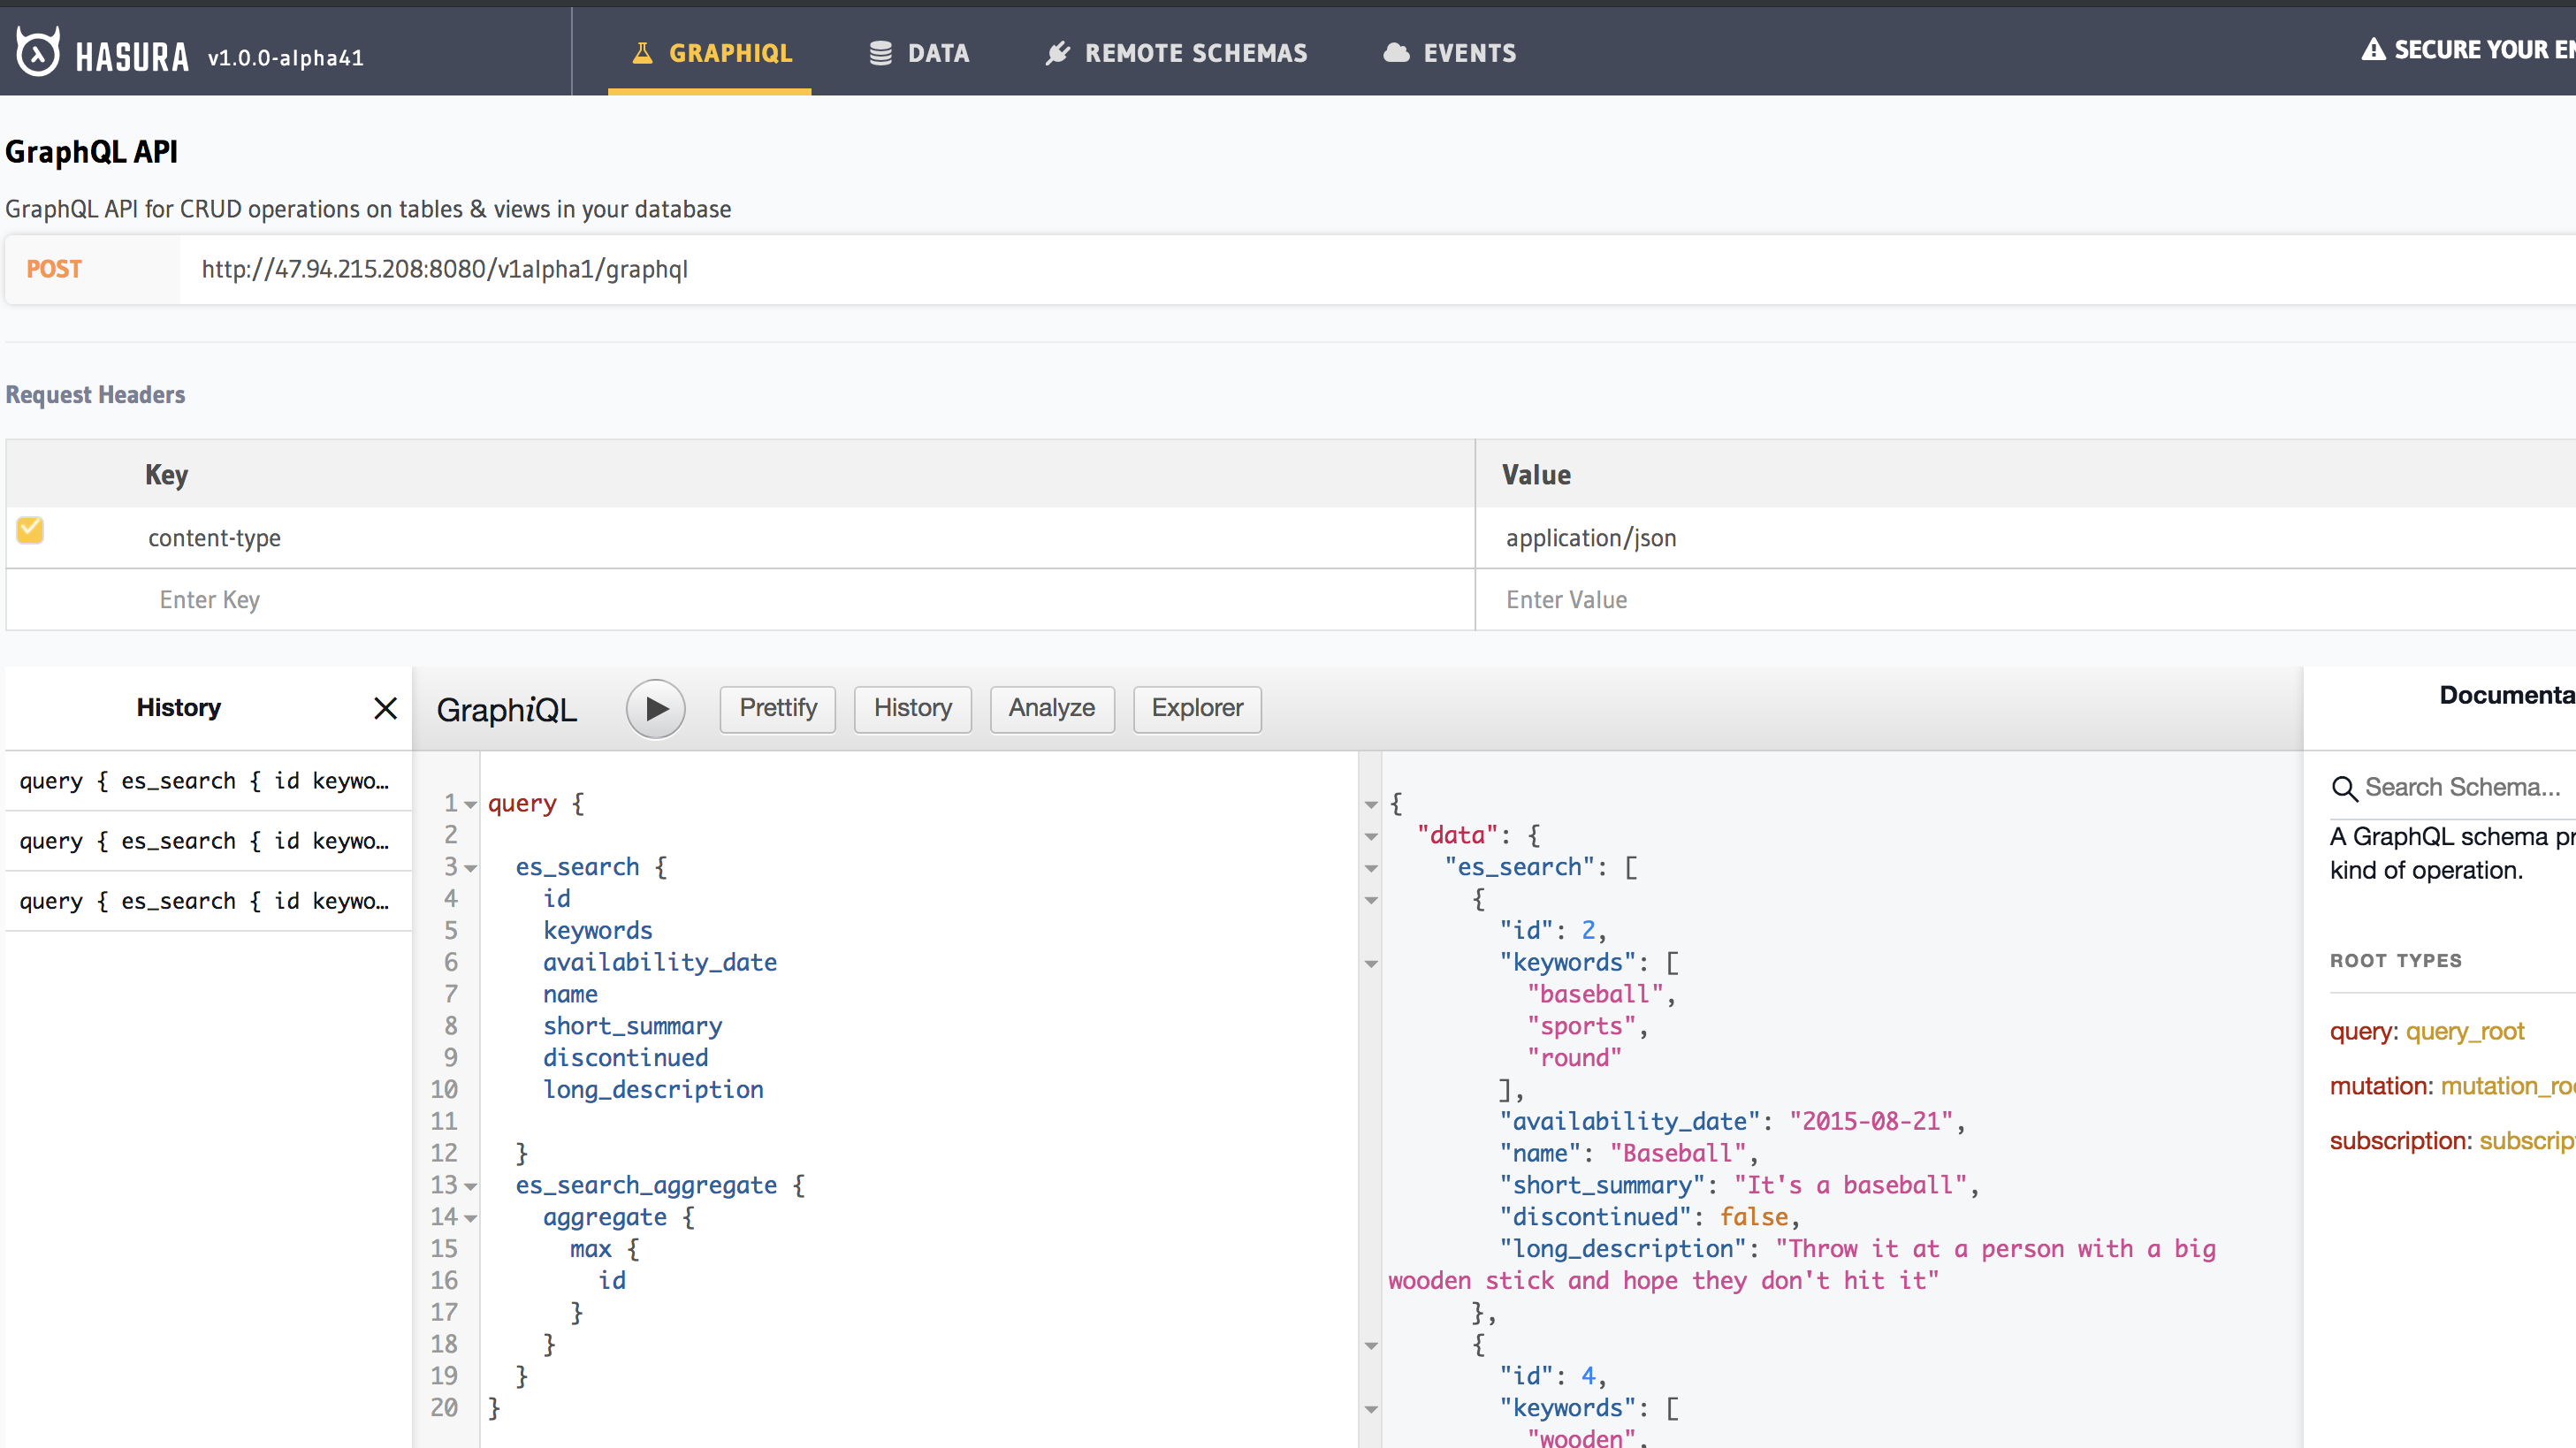 HASURA v1.0.0-alpha41
GRAPHIQL
DATA
REMOTE SCHEMAS
EVENTS
SECURE YOUR
GraphQL API
GraphQL API for CRUD operations on tables & views in your database
POST http://47.94.215.208:8080/v1alpha1/graphql
Request Headers
Key Value
content-type application/json
Enter Key Enter Value
History
query { es_search { id keywo…
query { es_search { id keywo…
query { es_search { id keywo…
GraphiQL Prettify History Analyze Explorer
1 query {
2
3 es_search {
4 id
5 keywords
6 availability_date
7 name
8 short_summary
9 discontinued
10 long_description
11
12 }
13 es_search_aggregate {
14 aggregate {
15 max {
16 id
17 }
18 }
19 }
20 }
{
"data": {
"es_search": [
{
"id": 2,
"keywords": [
"baseball",
"sports",
"round"
],
"availability_date": "2015-08-21",
"name": "Baseball",
"short_summary": "It's a baseball",
"discontinued": false,
"long_description": "Throw it at a person with a big
wooden stick and hope they don't hit it"
},
{
"id": 4,
"keywords": [
"wooden",
Documenta
Search Schema...
A GraphQL schema pr
kind of operation.
ROOT TYPES
query: query_root
mutation: mutation_ro
subscription: subscrip